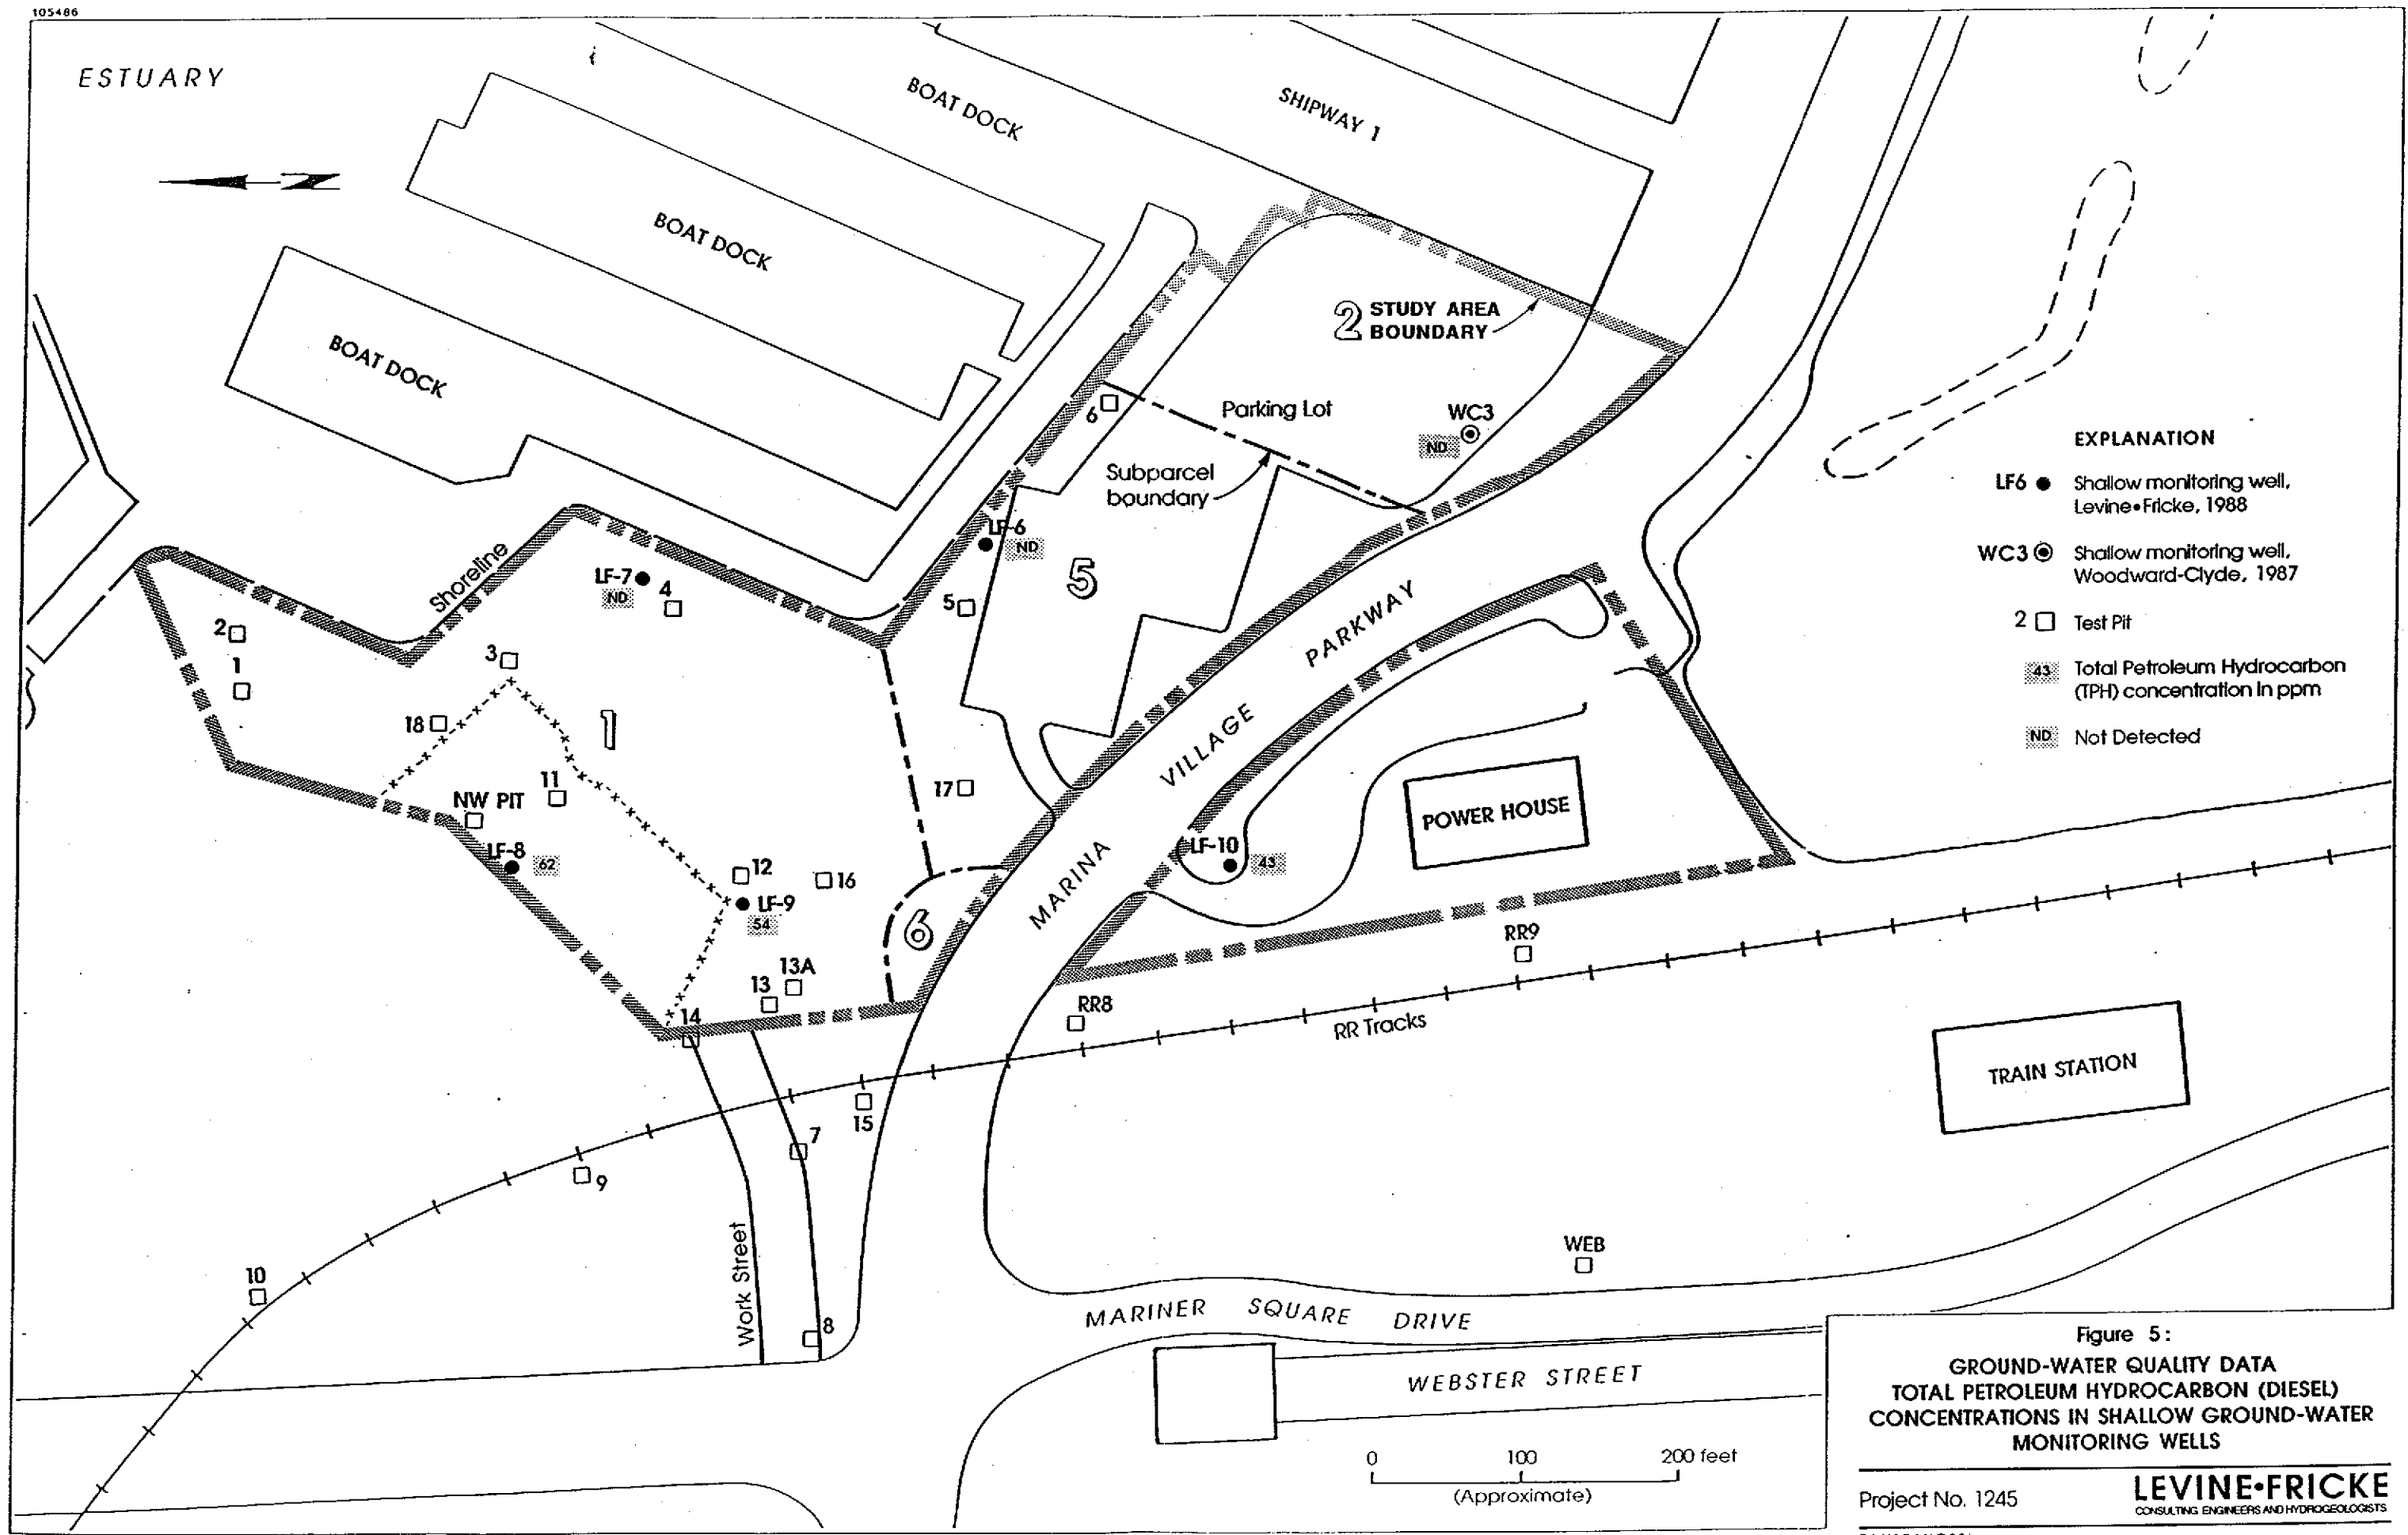 105486
ESTUARY
BOAT DOCK
SHIPWAY 1
N
BOAT DOCK
BOAT DOCK
2 STUDY AREA
BOUNDARY
6
Parking Lot
WC3
ND
Subparcel
boundary
EXPLANATION
LF6 Shallow monitoring well,
Levine•Fricke, 1988
WC3 Shallow monitoring well,
Woodward-Clyde, 1987
2 Test Pit
43 Total Petroleum Hydrocarbon
(TPH) concentration in ppm
ND Not Detected
Shoreline
LF-6
ND
LF-7
ND
4
5
5
2
1
3
18
1
11
NW PIT
17
LF-8
62
12
16
LF-9
54
6
13A
13
14
MARINA VILLAGE PARKWAY
LF-10
43
POWER HOUSE
RR9
RR8
RR Tracks
TRAIN STATION
15
7
9
10
Work Street
8
WEB
MARINER SQUARE DRIVE
WEBSTER STREET
0 100 200 feet
(Approximate)
Figure 5:
GROUND-WATER QUALITY DATA
TOTAL PETROLEUM HYDROCARBON (DIESEL)
CONCENTRATIONS IN SHALLOW GROUND-WATER
MONITORING WELLS
Project No. 1245
LEVINE•FRICKE
CONSULTING ENGINEERS AND HYDROGEOLOGISTS